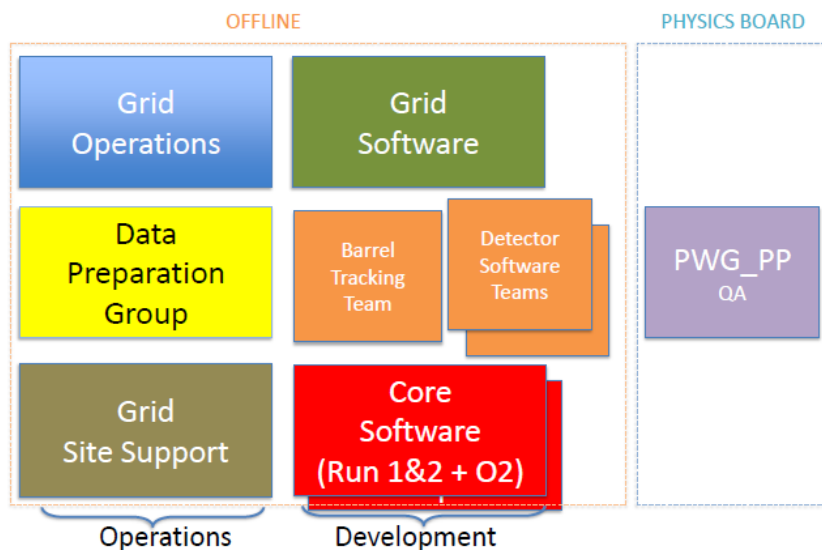 OFFLINE
PHYSICS BOARD
Grid
Operations
Grid
Software
Data
Preparation
Group
Barrel
Tracking
Team
Detector
Software
Teams
PWG_PP
QA
Grid
Site Support
Core
Software
(Run 1&2 + O2)
Operations
Development